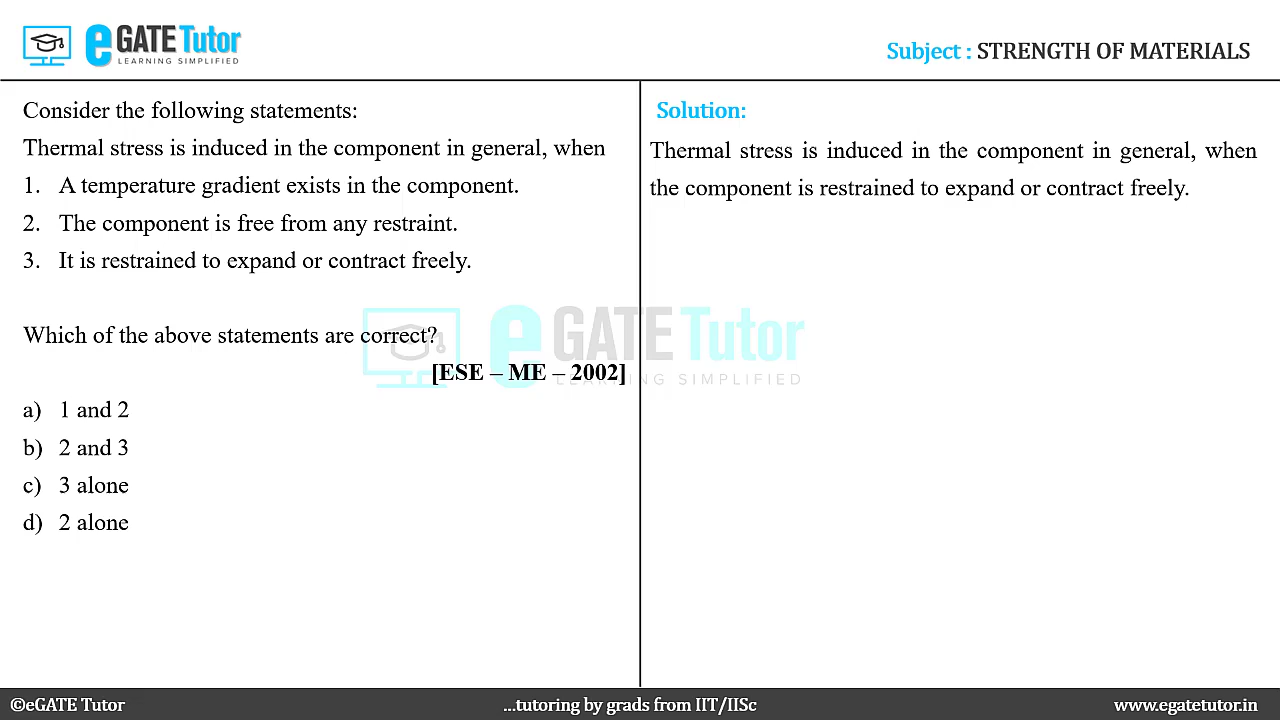 eGATE Tutor
LEARNING SIMPLIFIED
Subject : STRENGTH OF MATERIALS
Consider the following statements:
Thermal stress is induced in the component in general, when
1. A temperature gradient exists in the component.
2. The component is free from any restraint.
3. It is restrained to expand or contract freely.
Which of the above statements are correct?
[ESE – ME – 2002]
a) 1 and 2
b) 2 and 3
c) 3 alone
d) 2 alone
Solution:
Thermal stress is induced in the component in general, when
the component is restrained to expand or contract freely.
eGATE Tutor
LEARNING SIMPLIFIED
©eGATE Tutor
...tutoring by grads from IIT/IISc
www.egatetutor.in